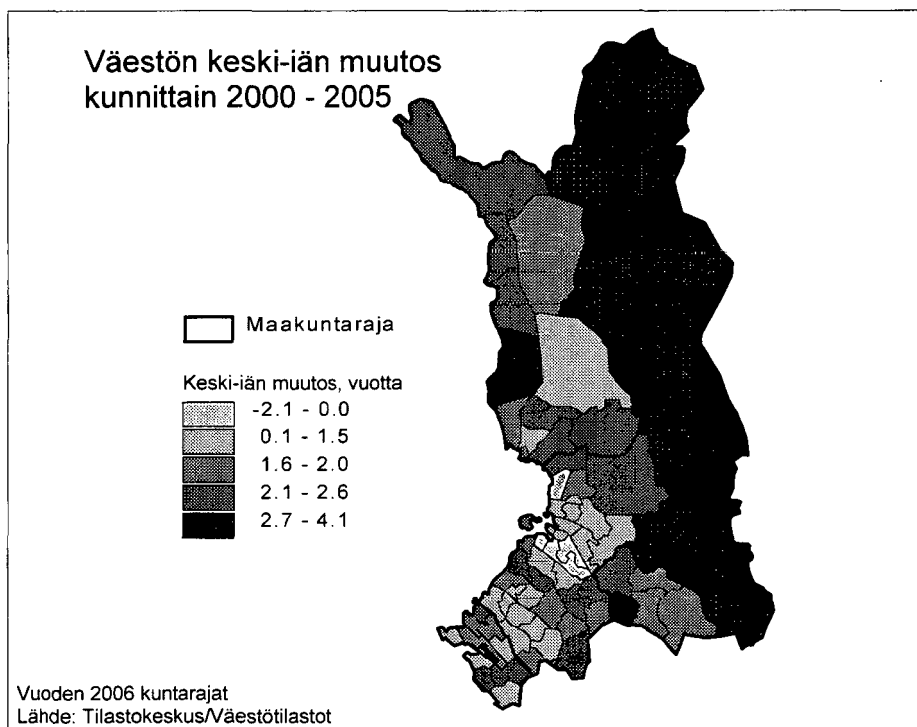 Väestön keski-iän muutos
kunnittain 2000 - 2005
Maakuntaraja
Keski-iän muutos, vuotta
-2.1 - 0.0
0.1 - 1.5
1.6 - 2.0
2.1 - 2.6
2.7 - 4.1
Vuoden 2006 kuntarajat
Lähde: Tilastokeskus/Väestötilastot